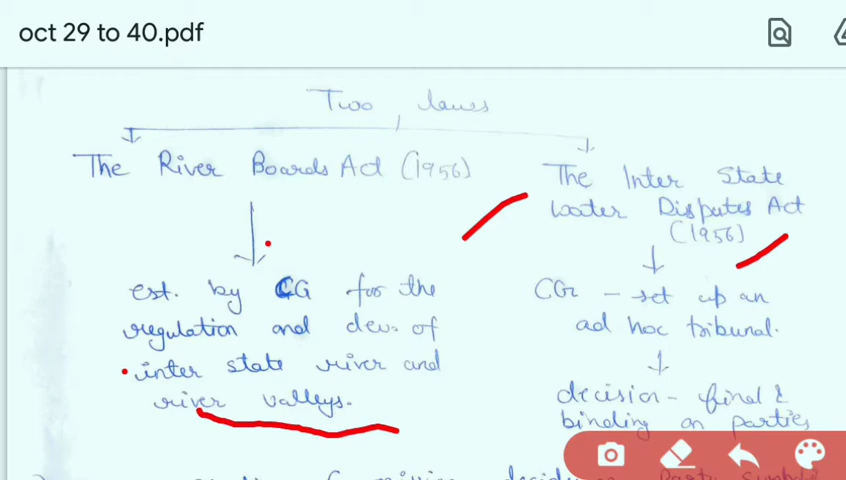 oct 29 to 40.pdf
Two laws
The River Boards Act (1956)
The Inter State
Water Disputes Act
(1956)
est. by CG for the
regulation and dev. of
inter state river and
river valleys.
CG - set up an
ad hoc tribunal.
decision - final &
binding on parties